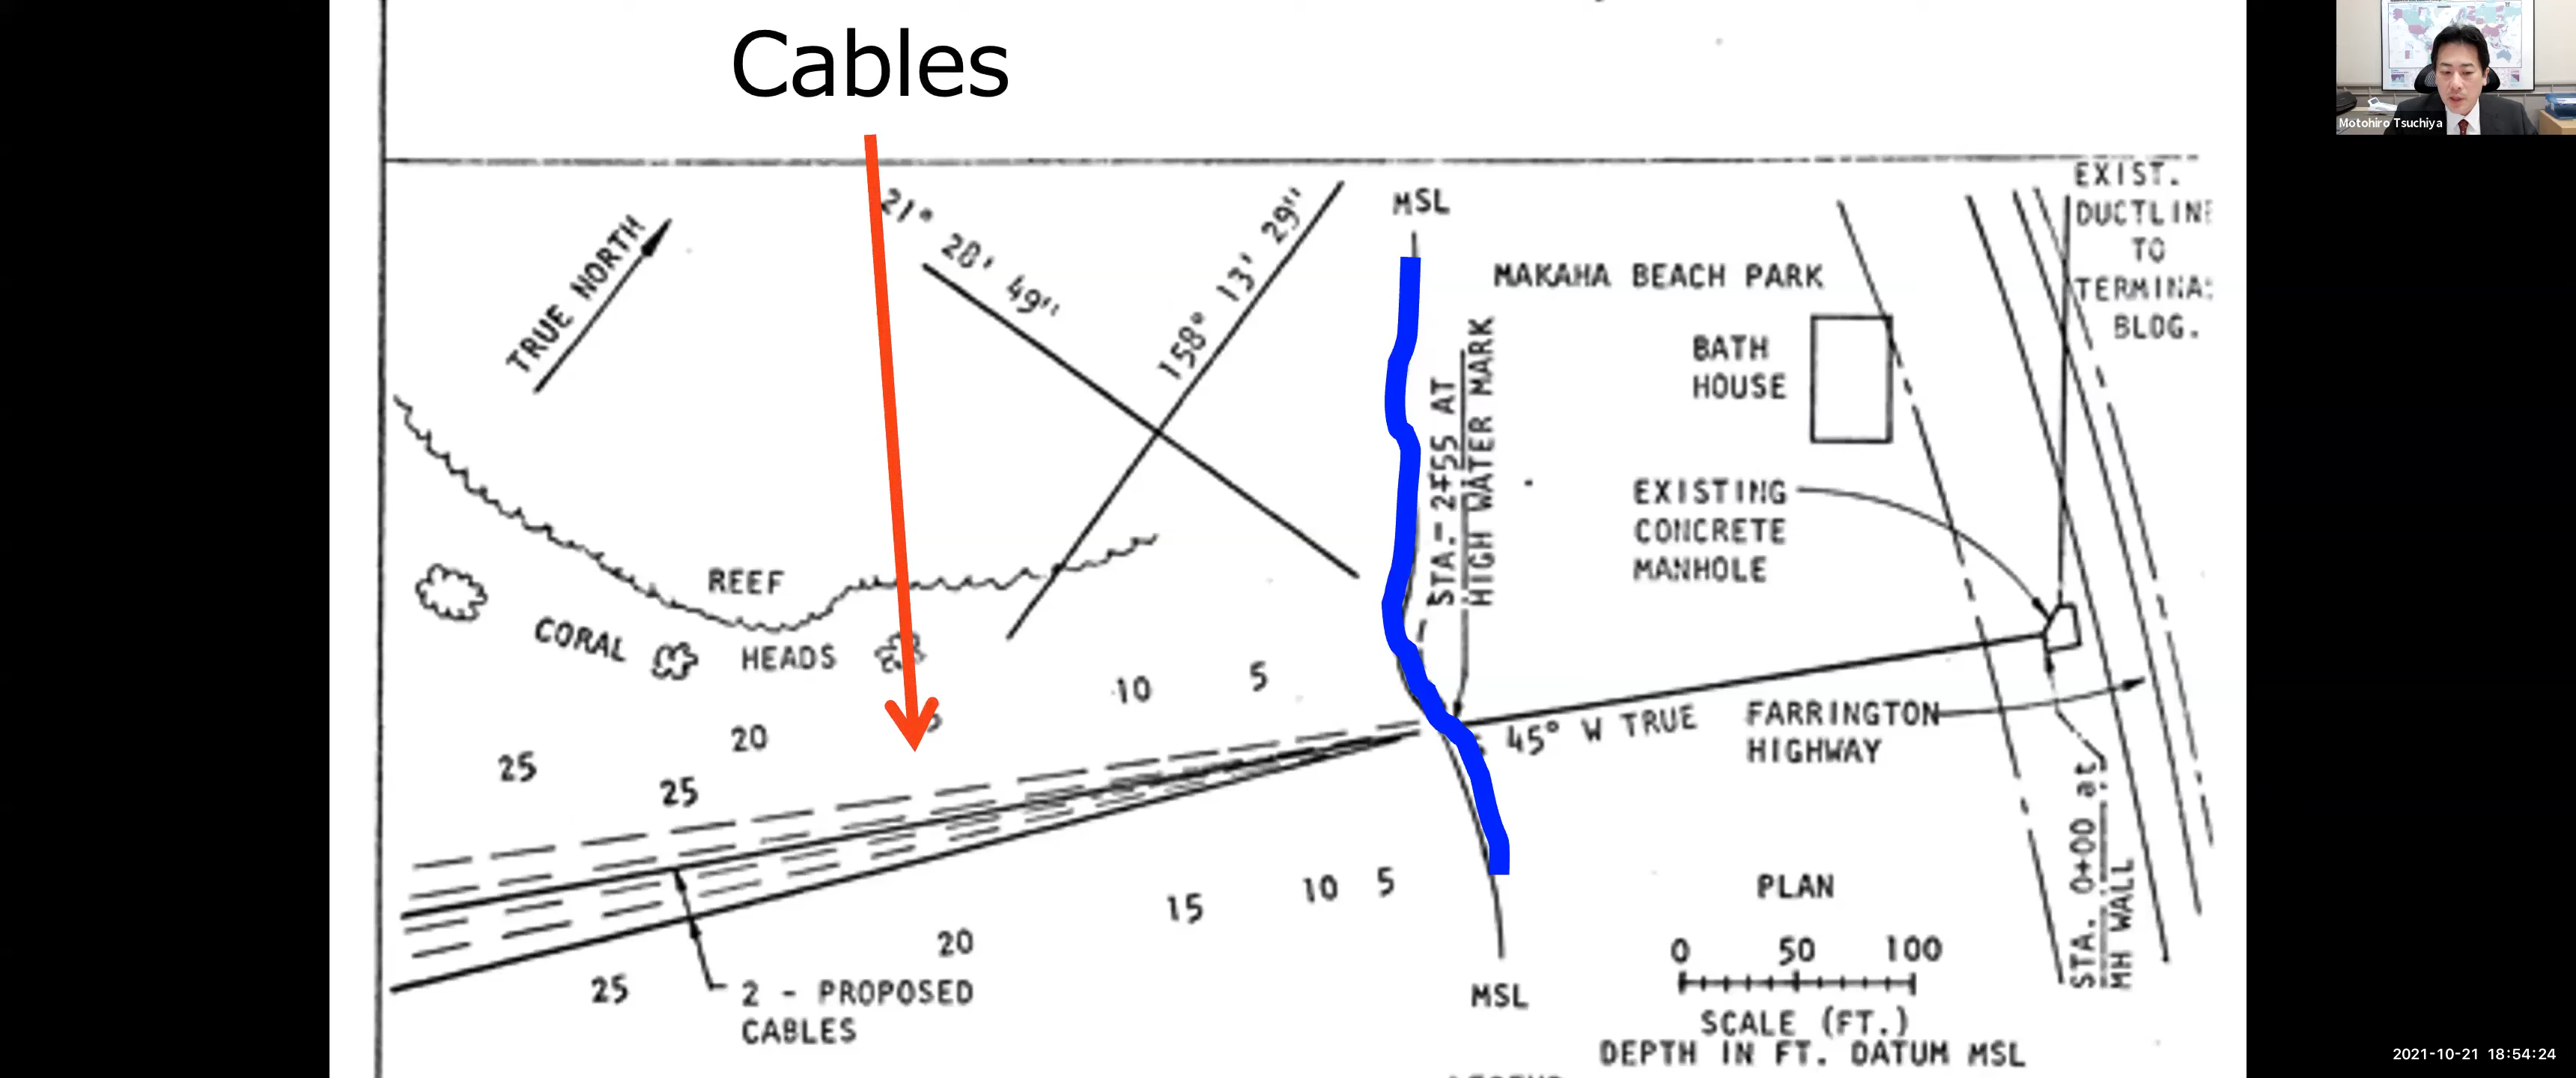 Cables
Motohiro Tsuchiya
TRUE NORTH
21° 28' 49"
158° 13' 29"
MSL
MAKAHA BEACH PARK
EXIST.
DUCTLINE
TO
TERMINA
BLDG.
BATH
HOUSE
STA. - 2+55 AT
HIGH WATER MARK
EXISTING
CONCRETE
MANHOLE
REEF
CORAL
HEADS
10
5
20
25
25
45° W TRUE
FARRINGTON
HIGHWAY
STA. 0+00 at
MH WALL
15
10
5
20
25
2 - PROPOSED
CABLES
PLAN
0 50 100
SCALE (FT.)
DEPTH IN FT. DATUM MSL
MSL
2021-10-21 18:54:24